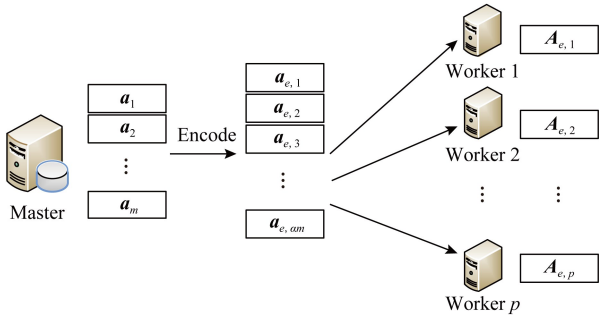 a1
a2
⋮
am
Master
Encode
ae, 1
ae, 2
ae, 3
⋮
ae, αm
Worker 1
Ae, 1
Worker 2
Ae, 2
⋮
⋮
Worker p
Ae, p